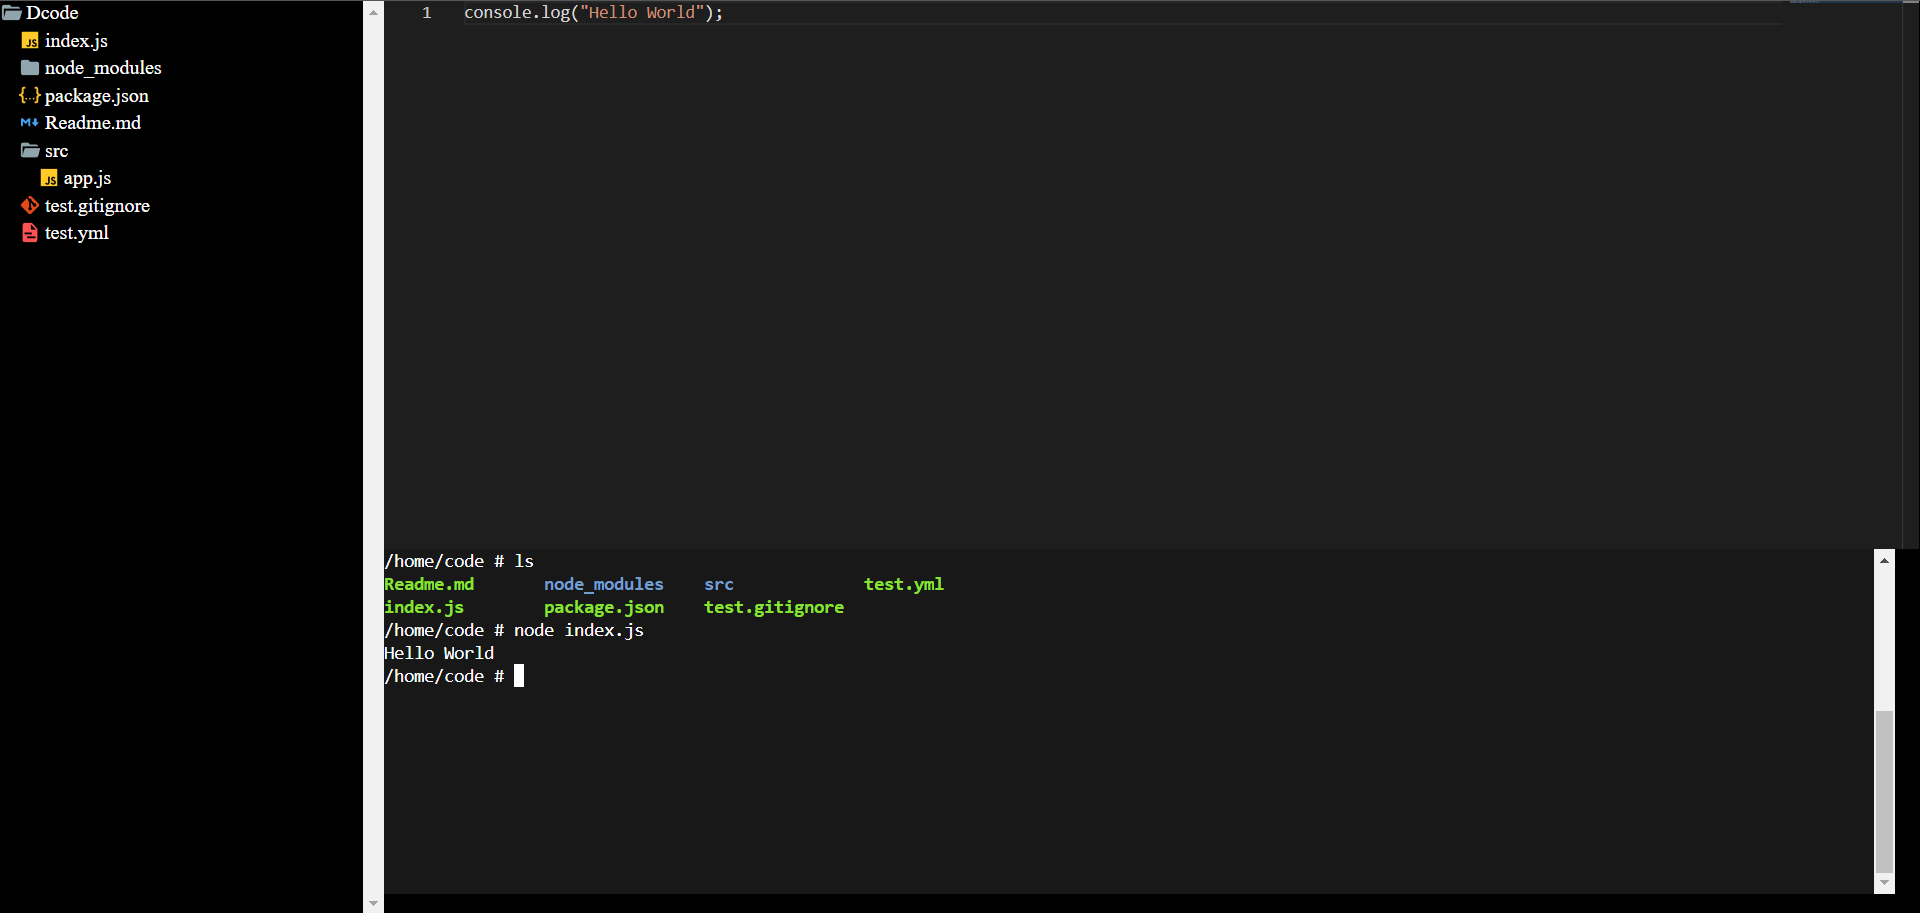 Dcode
index.js
node_modules
package.json
Readme.md
src
app.js
test.gitignore
test.yml
1 console.log("Hello World");
/home/code # ls
Readme.md node_modules src test.yml
index.js package.json test.gitignore
/home/code # node index.js
Hello World
/home/code #